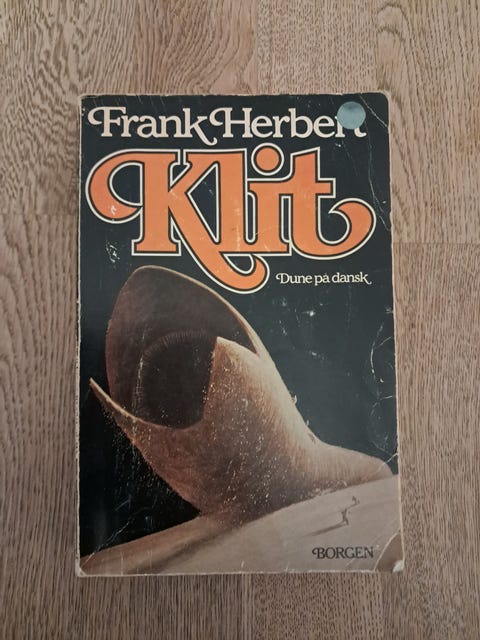 Frank Herbert
Klit
Dune på dansk
BORGEN